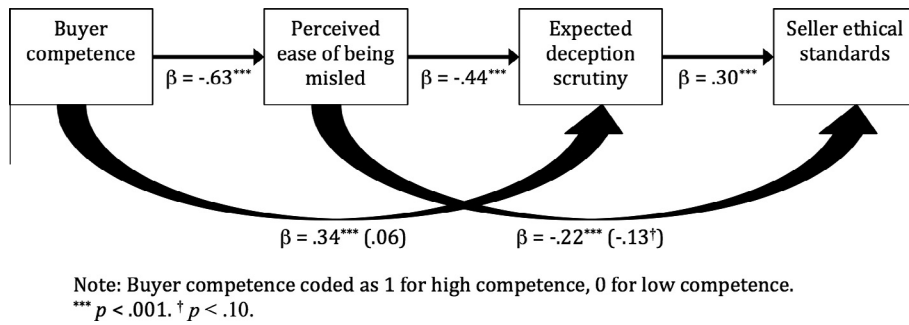 Buyer
competence
Perceived
ease of being
misled
Expected
deception
scrutiny
Seller ethical
standards
β = -.63***
β = -.44***
β = .30***
β = .34*** (.06)
β = -.22*** (-.13†)
Note: Buyer competence coded as 1 for high competence, 0 for low competence.
*** p < .001. † p < .10.